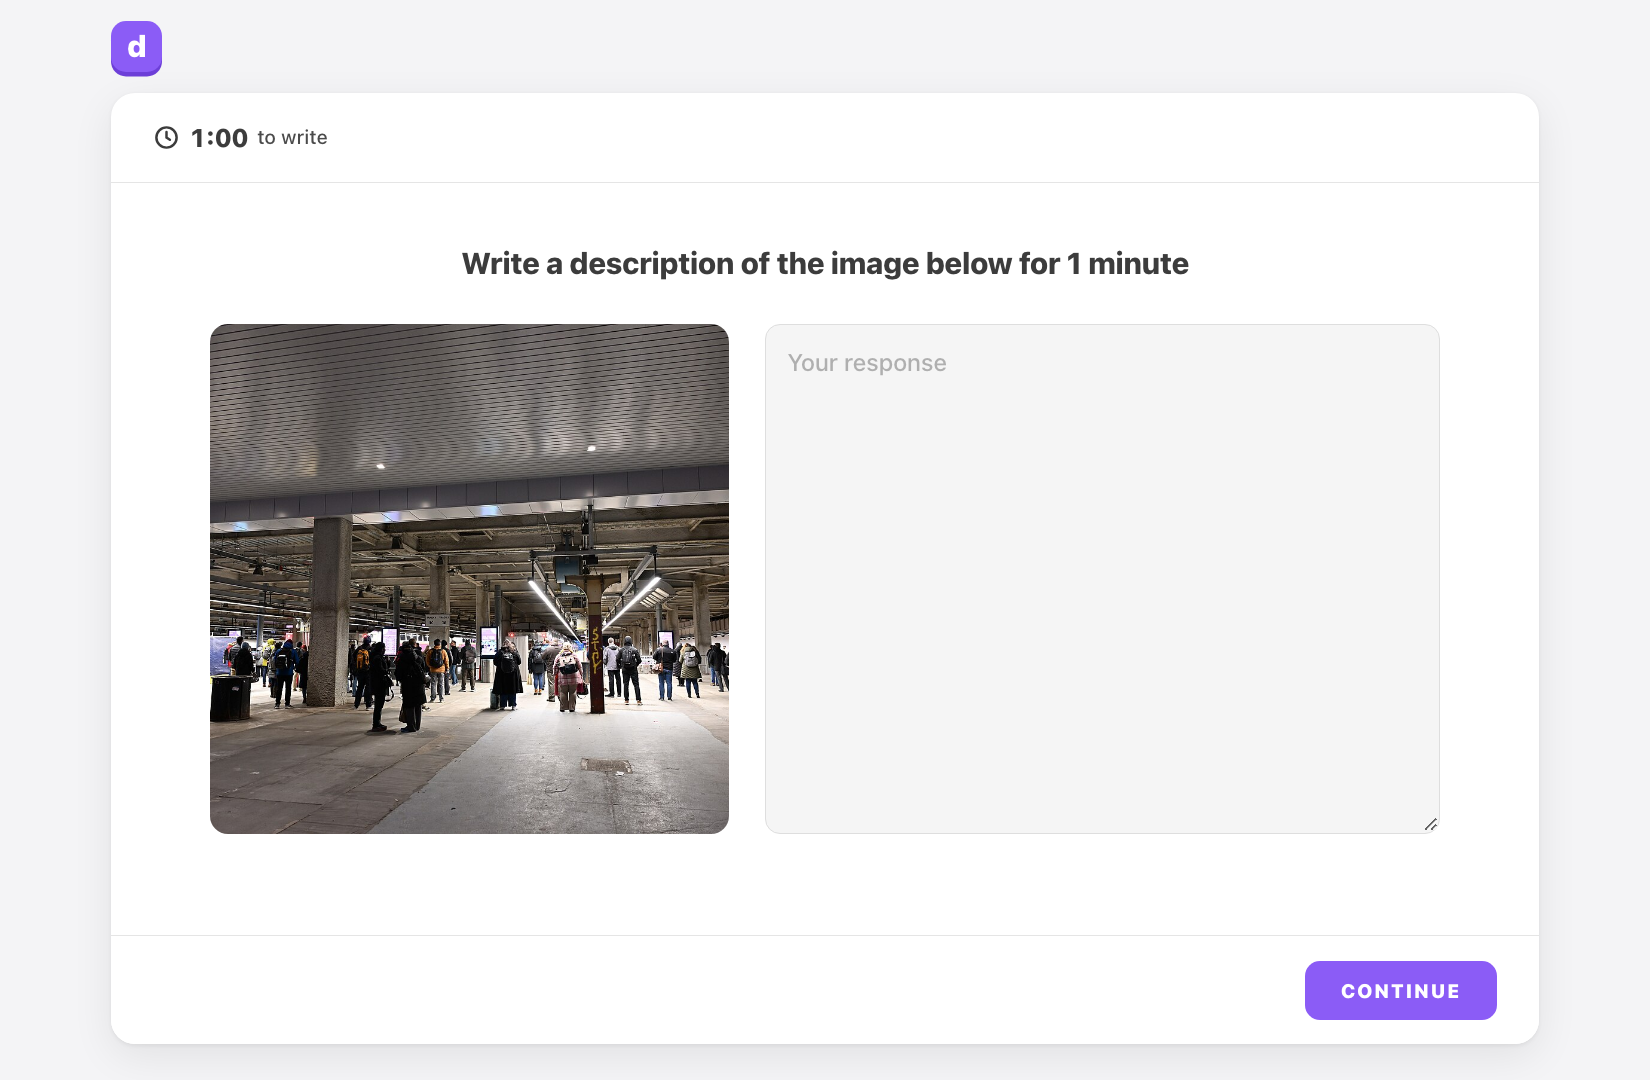 d
1:00 to write
Write a description of the image below for 1 minute
Your response
CONTINUE